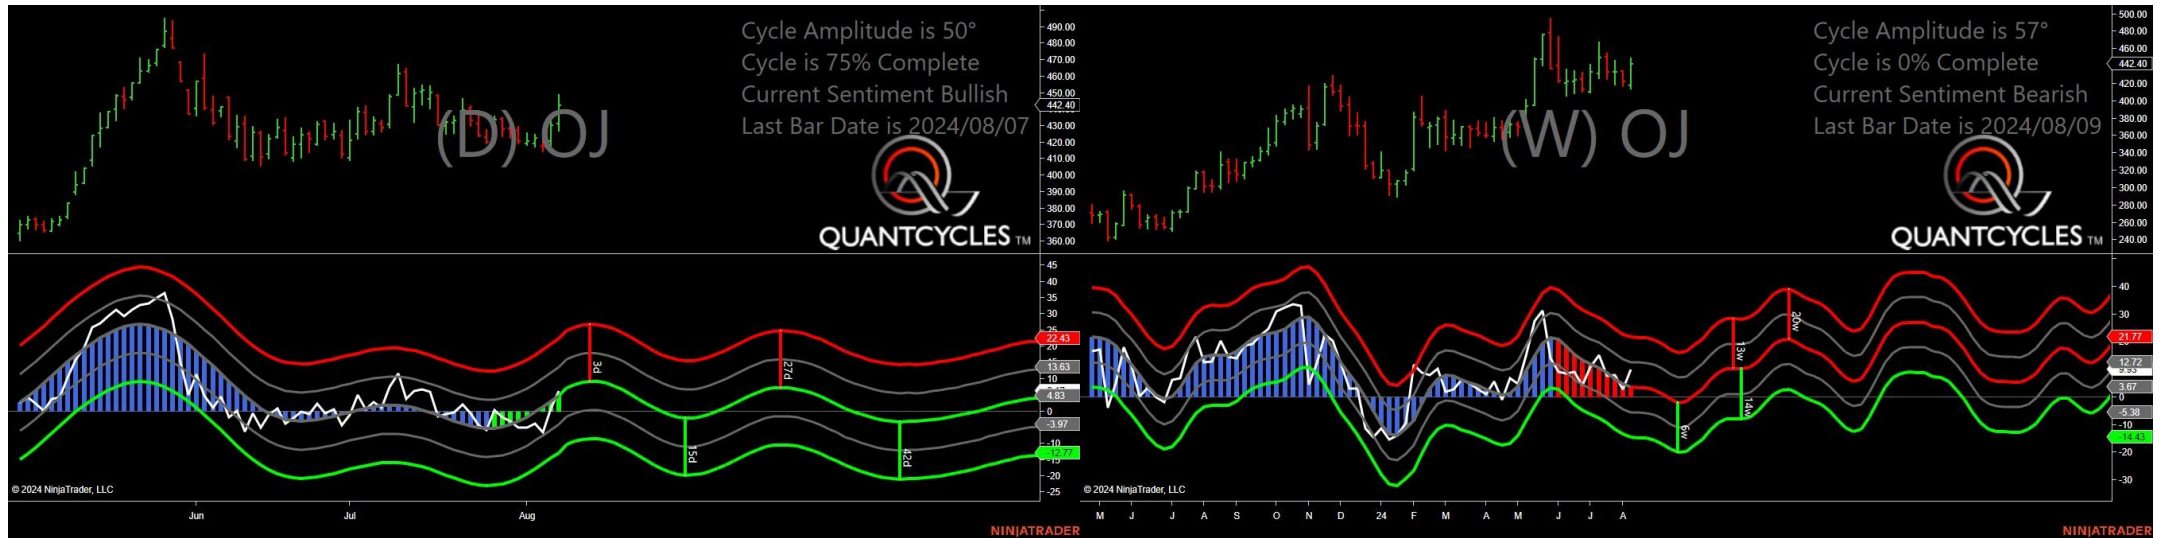 Cycle Amplitude is 50°
Cycle is 75% Complete
Current Sentiment Bullish
Last Bar Date is 2024/08/07
(D) OJ
QUANTCYCLES TM
490.00
480.00
470.00
460.00
450.00
442.40
430.00
420.00
410.00
400.00
390.00
380.00
370.00
360.00
45
40
35
30
25
22.43
20
13.63
10
4.83
0
-3.97
-10
-12.77
-20
-25
3d
27d
15d
42d
© 2024 NinjaTrader, LLC
Jun
Jul
Aug
NINJATRADER
Cycle Amplitude is 57°
Cycle is 0% Complete
Current Sentiment Bearish
Last Bar Date is 2024/08/09
(W) OJ
QUANTCYCLES TM
500.00
480.00
460.00
442.40
420.00
400.00
380.00
360.00
340.00
320.00
300.00
280.00
260.00
240.00
40
30
21.77
12.72
9.93
3.67
0
-5.38
-10
-14.43
-20
-30
20w
13w
14w
6w
© 2024 NinjaTrader, LLC
M J J A S O N D 24 F M A M J J A
NINJATRADER